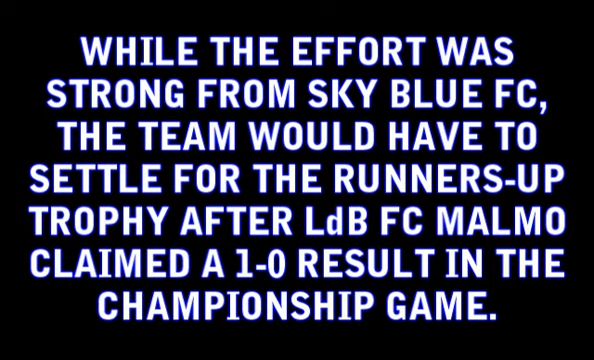 WHILE THE EFFORT WAS
STRONG FROM SKY BLUE FC,
THE TEAM WOULD HAVE TO
SETTLE FOR THE RUNNERS-UP
TROPHY AFTER LdB FC MALMO
CLAIMED A 1-0 RESULT IN THE
CHAMPIONSHIP GAME.